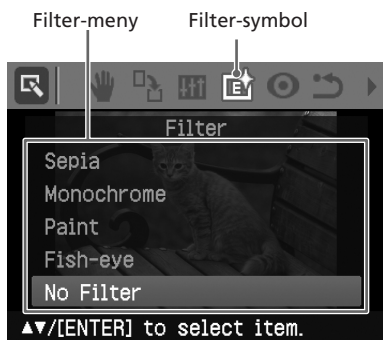 Filter-meny Filter-symbol
Filter
Sepia
Monochrome
Paint
Fish-eye
No Filter
▲▼/[ENTER] to select item.